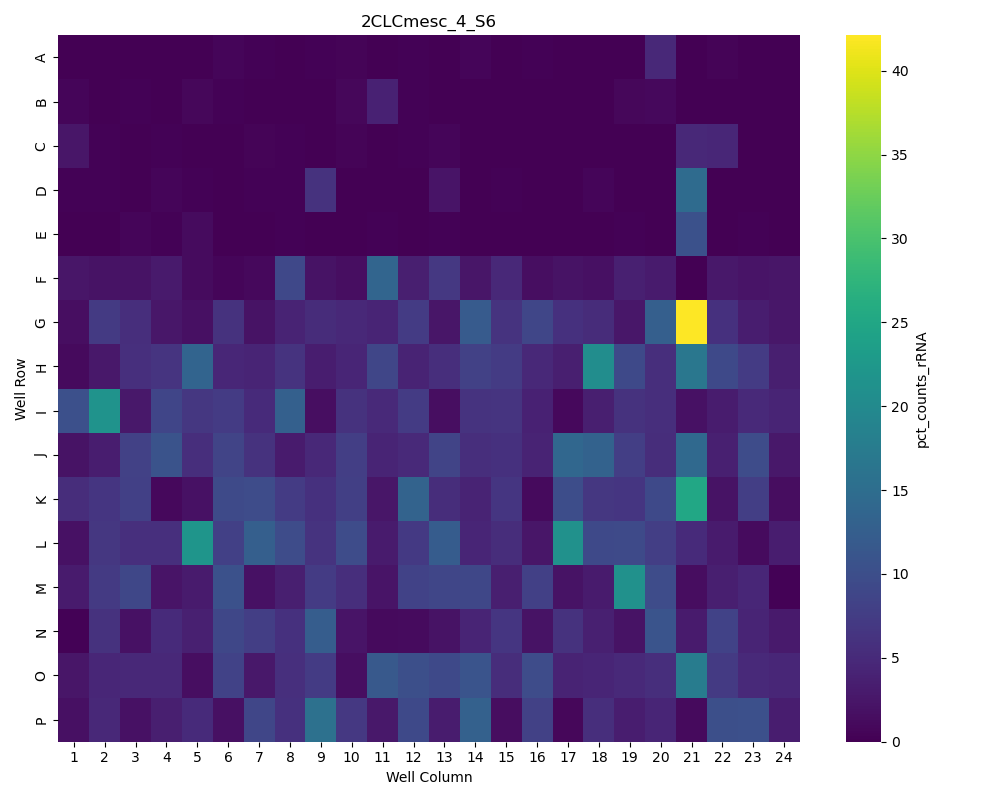 2CLCmesc_4_S6
A
B
C
D
E
F
G
H
I
J
K
L
M
N
O
P
Well Row
1 2 3 4 5 6 7 8 9 10 11 12 13 14 15 16 17 18 19 20 21 22 23 24
Well Column
40
35
30
25
20
15
10
5
0
pct_counts_rRNA